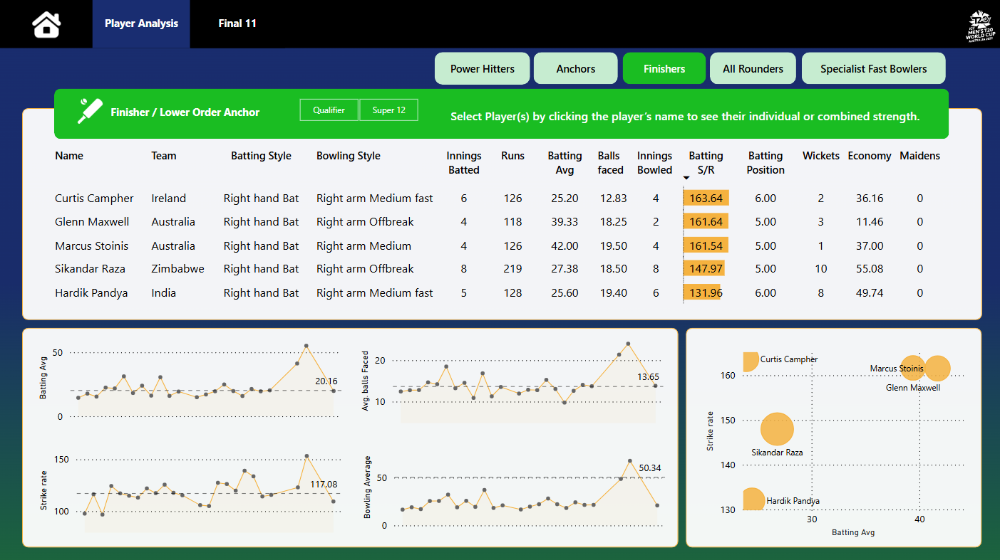 Player Analysis
Final 11
T20
ICC
MEN'S T20
WORLD CUP
AUSTRALIA 2022
Power Hitters
Anchors
Finishers
All Rounders
Specialist Fast Bowlers
Finisher / Lower Order Anchor
Qualifier
Super 12
Select Player(s) by clicking the player's name to see their individual or combined strength.
Name Team Batting Style Bowling Style Innings Batted Runs Batting Avg Balls faced Innings Bowled Batting S/R Batting Position Wickets Economy Maidens
Curtis Campher Ireland Right hand Bat Right arm Medium fast 6 126 25.20 12.83 4 163.64 6.00 2 36.16 0
Glenn Maxwell Australia Right hand Bat Right arm Offbreak 4 118 39.33 18.25 2 161.64 5.00 3 11.46 0
Marcus Stoinis Australia Right hand Bat Right arm Medium 4 126 42.00 19.50 4 161.54 5.00 1 37.00 0
Sikandar Raza Zimbabwe Right hand Bat Right arm Offbreak 8 219 27.38 18.50 8 147.97 5.00 10 55.08 0
Hardik Pandya India Right hand Bat Right arm Medium fast 5 128 25.60 19.40 6 131.96 6.00 8 49.74 0
Batting Avg
50
20.16
0
Avg. balls Faced
20
13.65
10
Strike rate
150
117.08
100
Bowling Average
50
50.34
0
Strike rate
160
150
140
130
Curtis Campher
Marcus Stoinis
Glenn Maxwell
Sikandar Raza
Hardik Pandya
30
40
Batting Avg